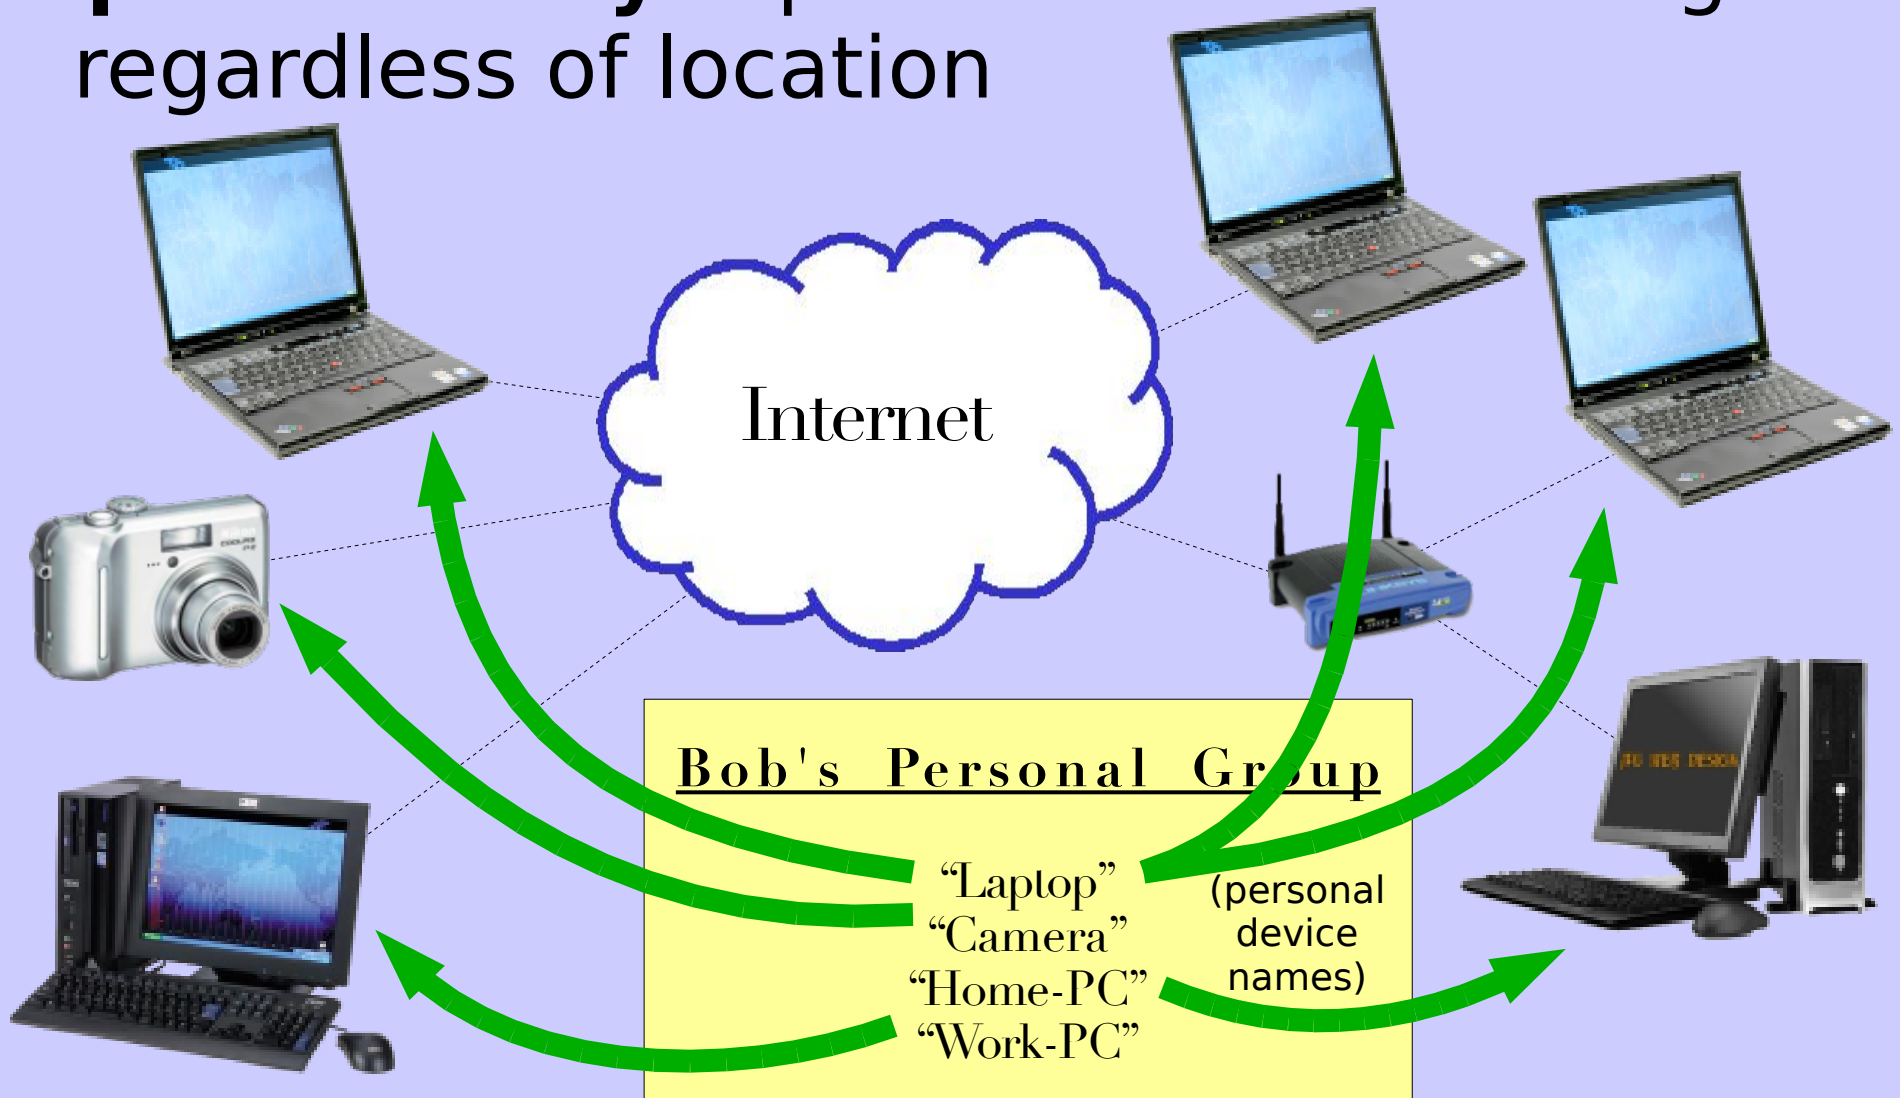 regardless of location
Internet
Bob's Personal Group
“Laptop”
“Camera”
“Home-PC”
“Work-PC”
(personal
device
names)